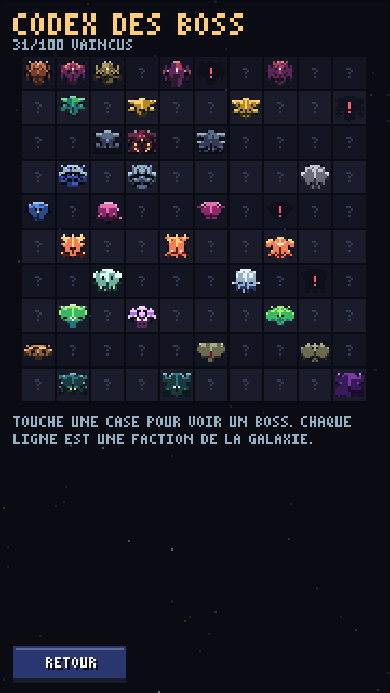 CODEX DES BOSS
31/100 VAINCUS
? ! ?
? ? ? ? ? ? !
? ? ? ? ? ? ?
? ? ? ? ? ? ?
? ? ? ? ! ?
? ? ? ? ? ? ?
? ? ? ? ? ? ! ?
? ? ? ? ? ? ?
? ? ? ? ? ? ?
? ? ? ? ? ? ?
TOUCHE UNE CASE POUR VOIR UN BOSS. CHAQUE
LIGNE EST UNE FACTION DE LA GALAXIE.
RETOUR